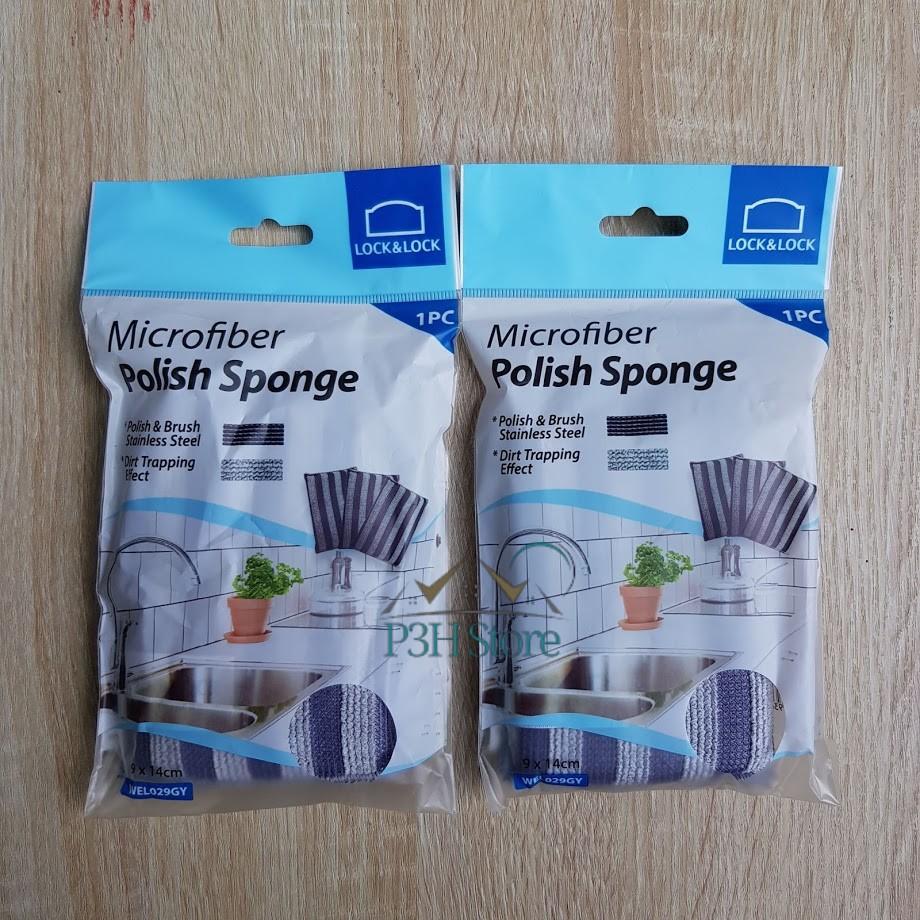 LOCK&LOCK
1PC
Microfiber
Polish Sponge
*Polish & Brush
Stainless Steel
*Dirt Trapping
Effect
9 x 14cm
WEL029GY
LOCK&LOCK
1PC
Microfiber
Polish Sponge
*Polish & Brush
Stainless Steel
*Dirt Trapping
Effect
9 x 14cm
WEL029GY
P3H Store